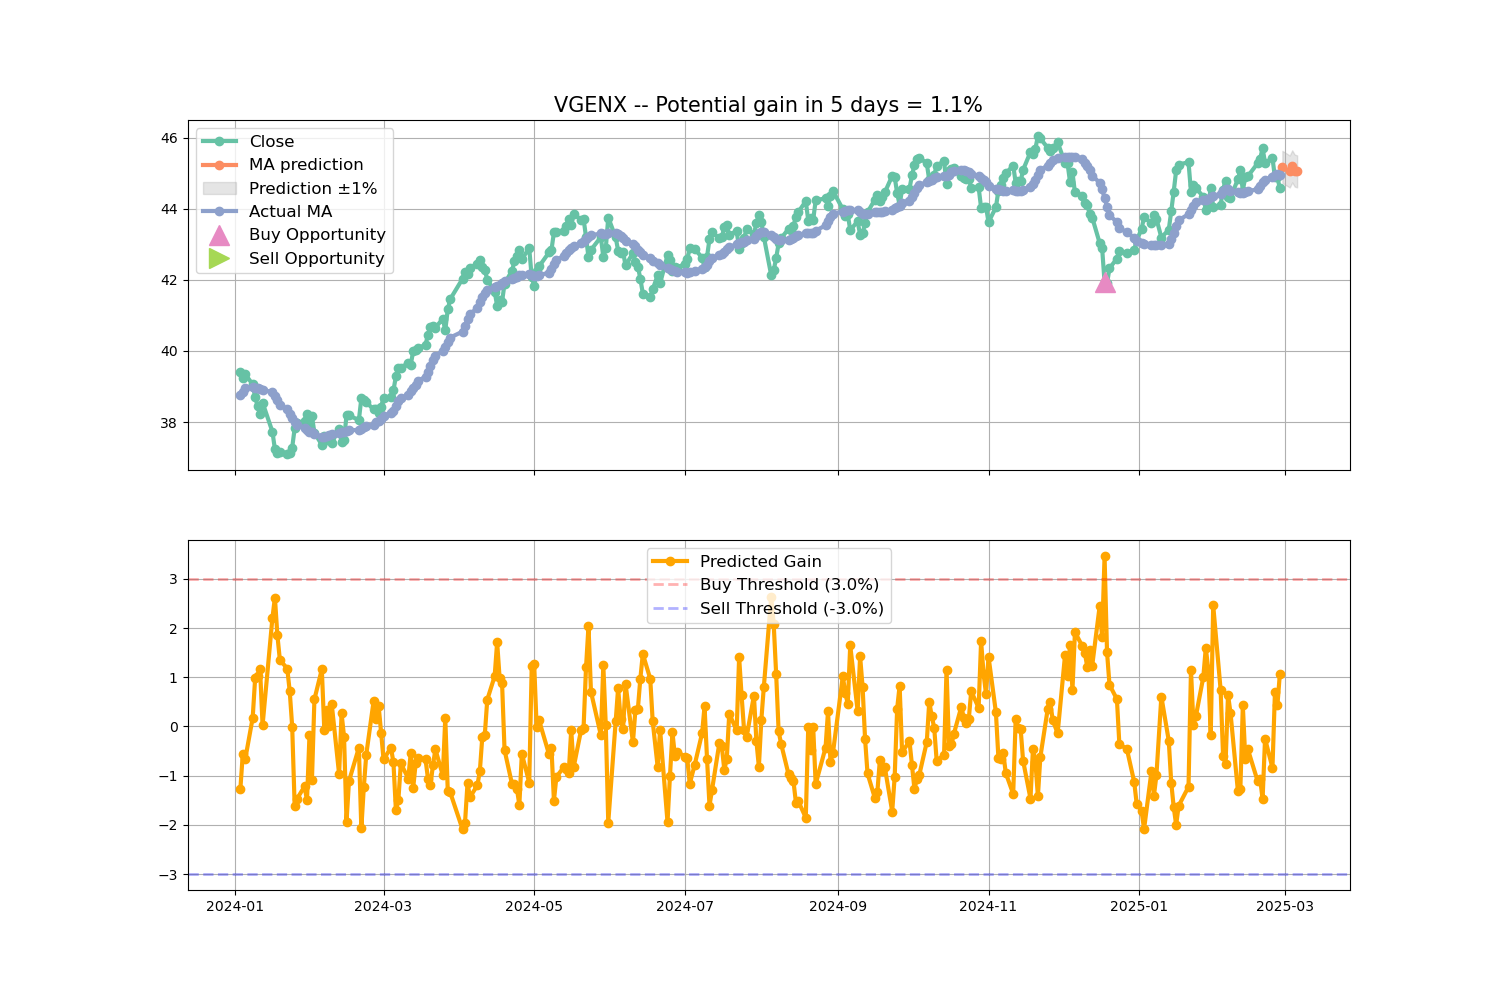 VGENX -- Potential gain in 5 days = 1.1%
46
44
42
40
38
Close
MA prediction
Prediction ±1%
Actual MA
Buy Opportunity
Sell Opportunity
3
2
1
0
−1
−2
−3
Predicted Gain
Buy Threshold (3.0%)
Sell Threshold (-3.0%)
2024-01 2024-03 2024-05 2024-07 2024-09 2024-11 2025-01 2025-03